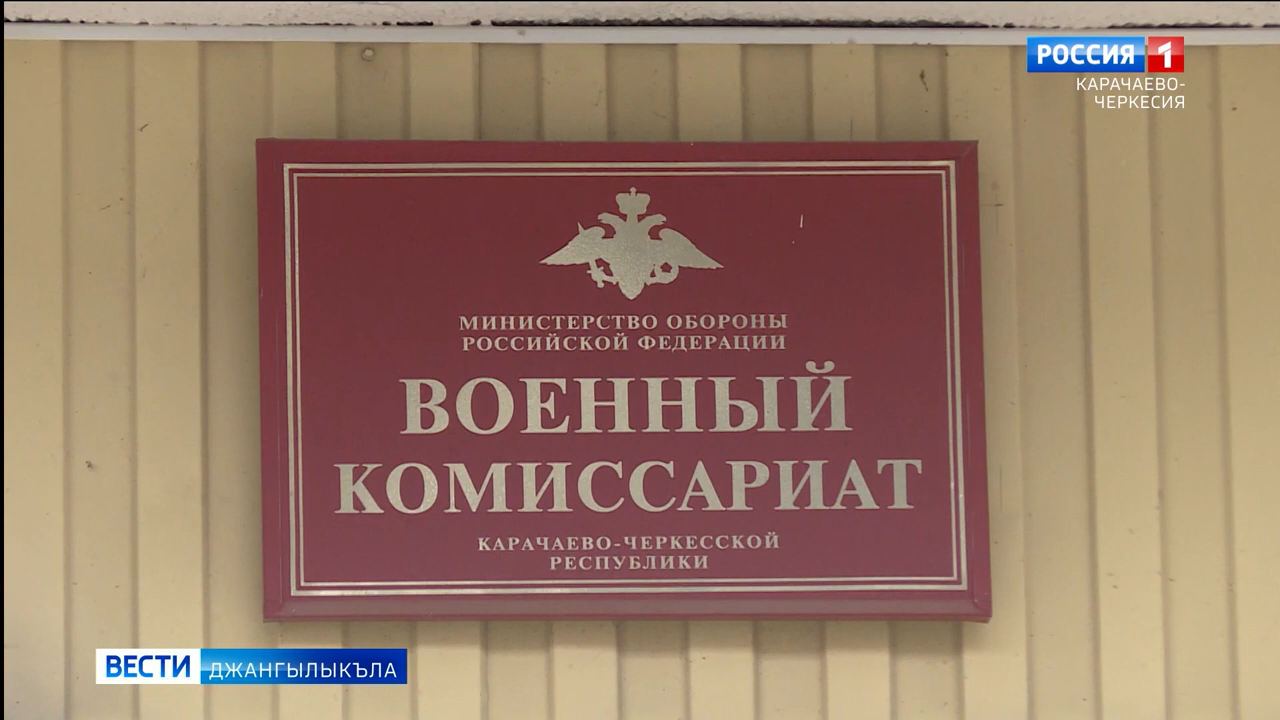 РОССИЯ 1
КАРАЧАЕВО-
ЧЕРКЕСИЯ
МИНИСТЕРСТВО ОБОРОНЫ
РОССИЙСКОЙ ФЕДЕРАЦИИ
ВОЕННЫЙ
КОМИССАРИАТ
КАРАЧАЕВО-ЧЕРКЕССКОЙ
РЕСПУБЛИКИ
ВЕСТИ ДЖАНГЫЛЫКЪЛА